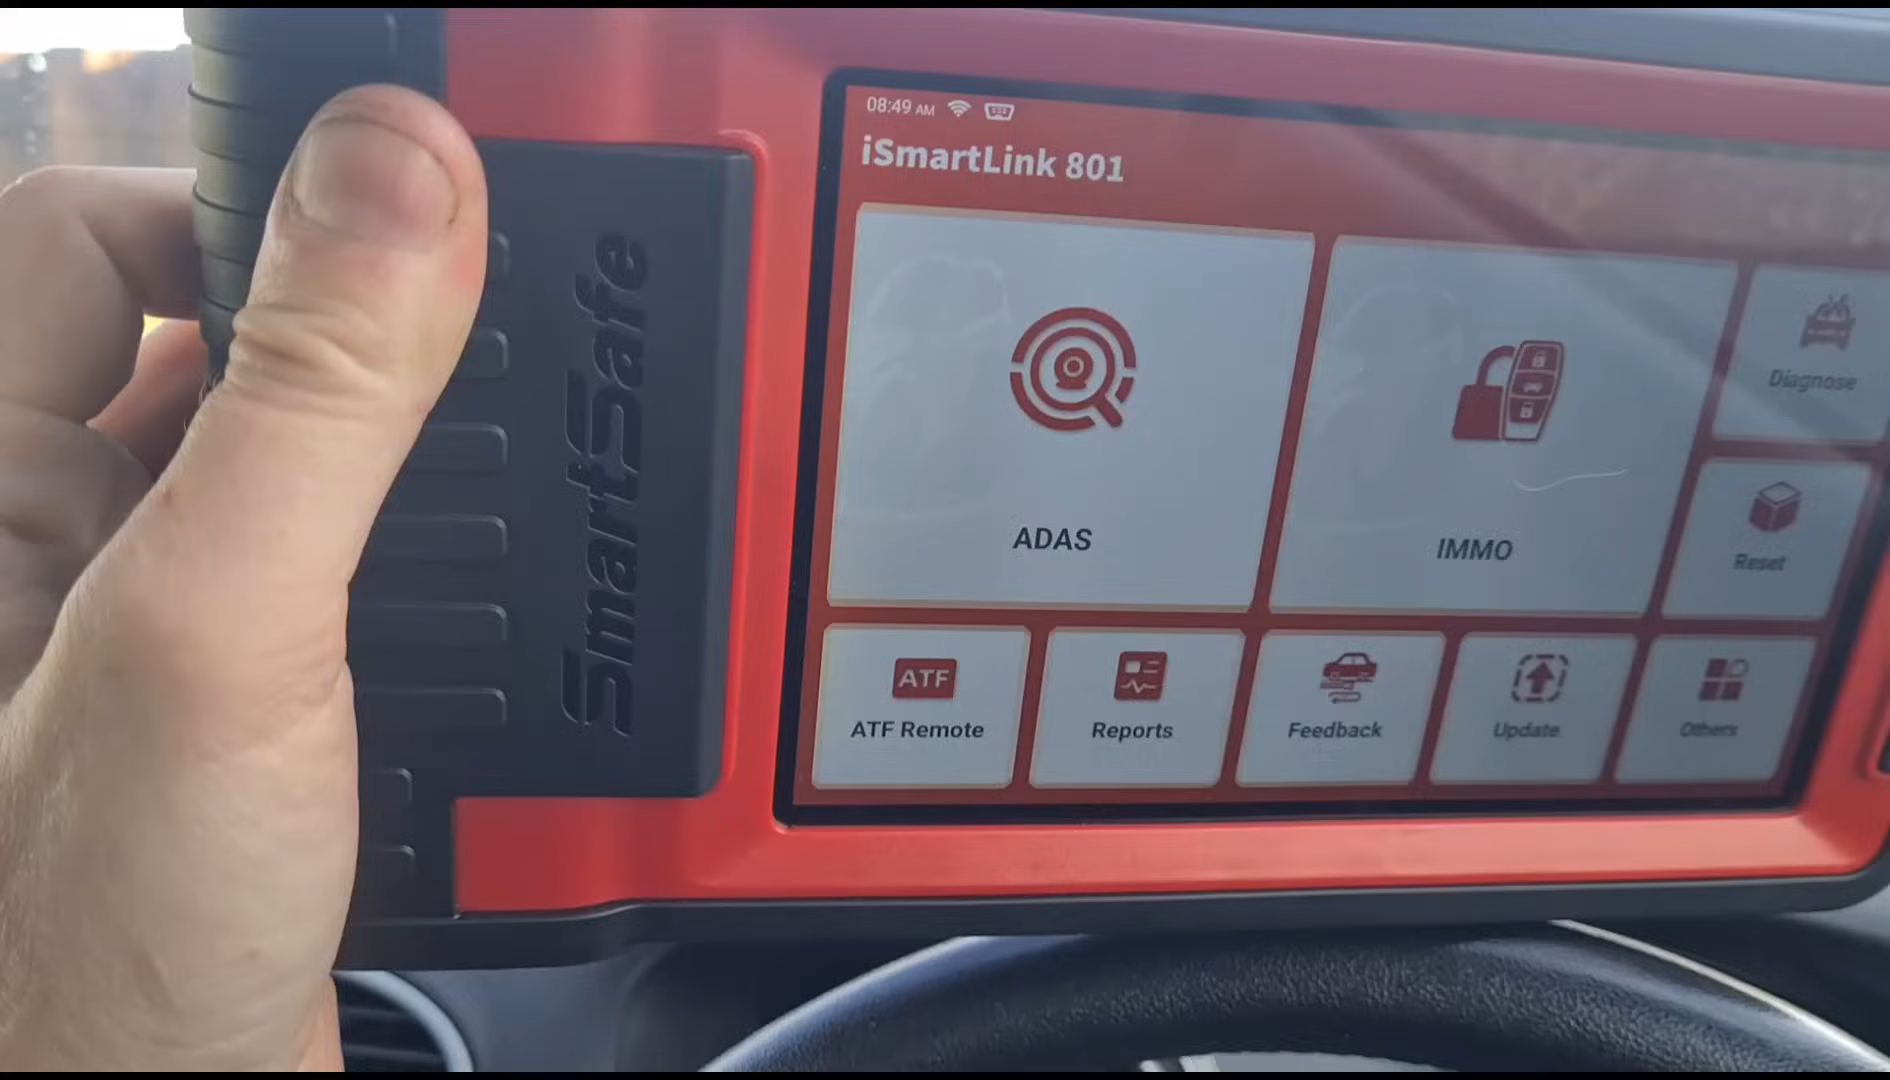 SmartSafe
08:49 AM
iSmartLink 801
ADAS
IMMO
Diagnose
Reset
ATF
ATF Remote
Reports
Feedback
Update
Others